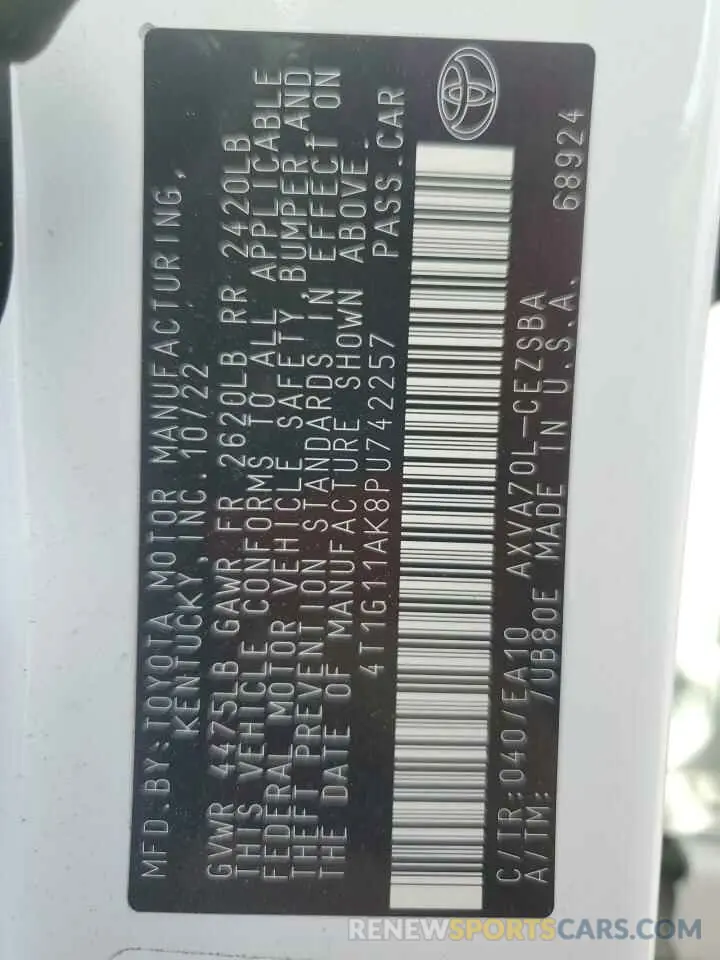 MFD.BY:TOYOTA MOTOR MANUFACTURING,
KENTUCKY,INC.10/22
GVWR 4475LB GAWR FR 2620LB RR 2420LB
THIS VEHICLE CONFORMS TO ALL APPLICABLE
FEDERAL MOTOR VEHICLE SAFETY, BUMPER, AND
THEFT PREVENTION STANDARDS IN EFFECT ON
THE DATE OF MANUFACTURE SHOWN ABOVE.
4T1G11AK8PU742257 PASS.CAR
C/TR:040/EA10 AXVA70L-CEZSBA
A/TM: /UB80E MADE IN U.S.A. 68924
RENEWSPORTSCARS.COM